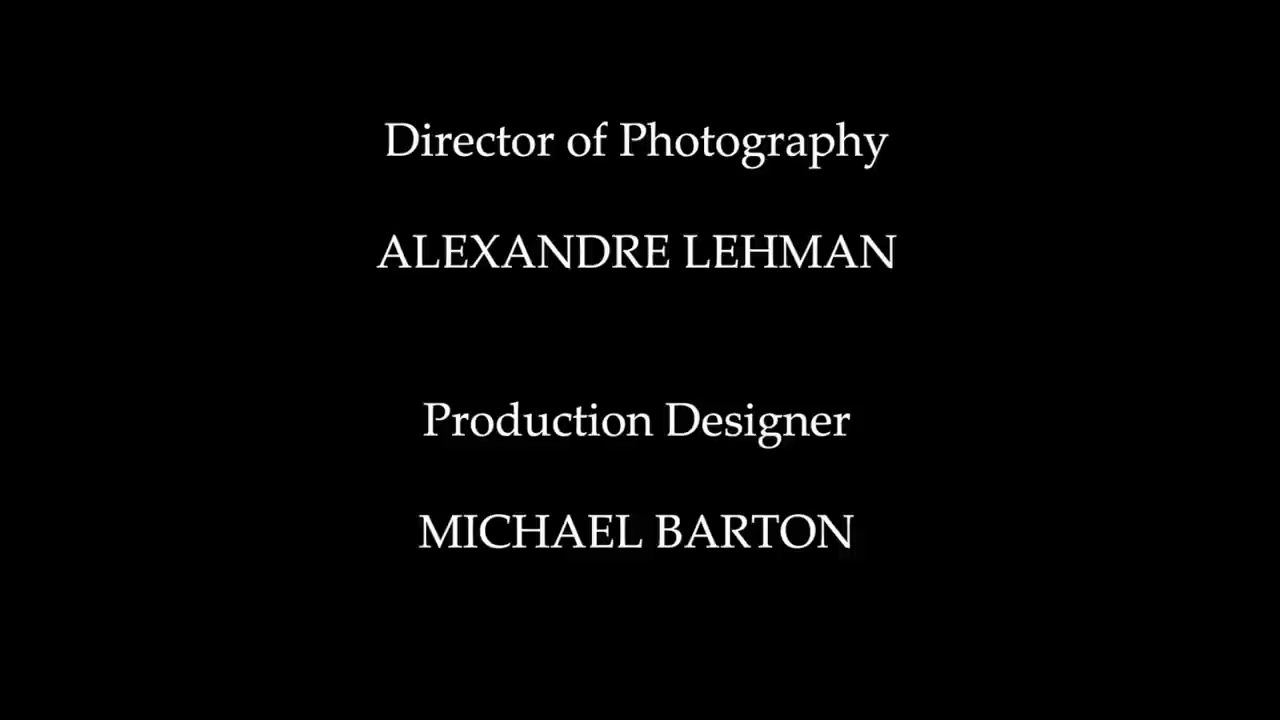 Director of Photography
ALEXANDRE LEHMAN
Production Designer
MICHAEL BARTON